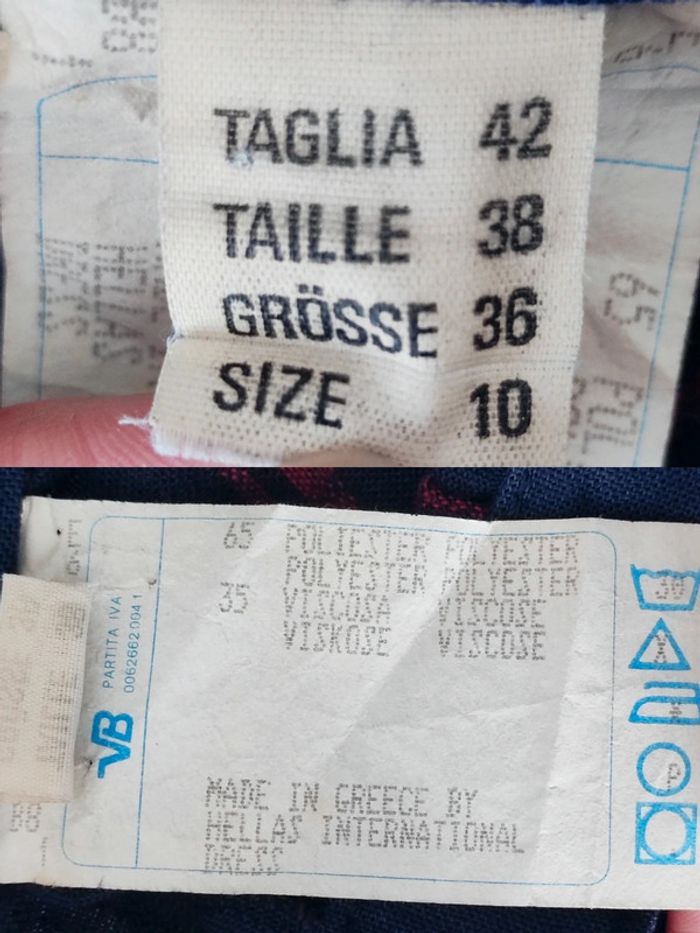 TAGLIA 42
TAILLE 38
GRÖSSE 36
SIZE 10
65 POLIESTER POLYESTER
POLYESTER POLYESTER
35 VISCOSA VISCOSE
VISKOSE VISCOSE
PARTITA IVA
VB
MADE IN GREECE BY
HELLAS INTERNATIONAL
DRESS
P